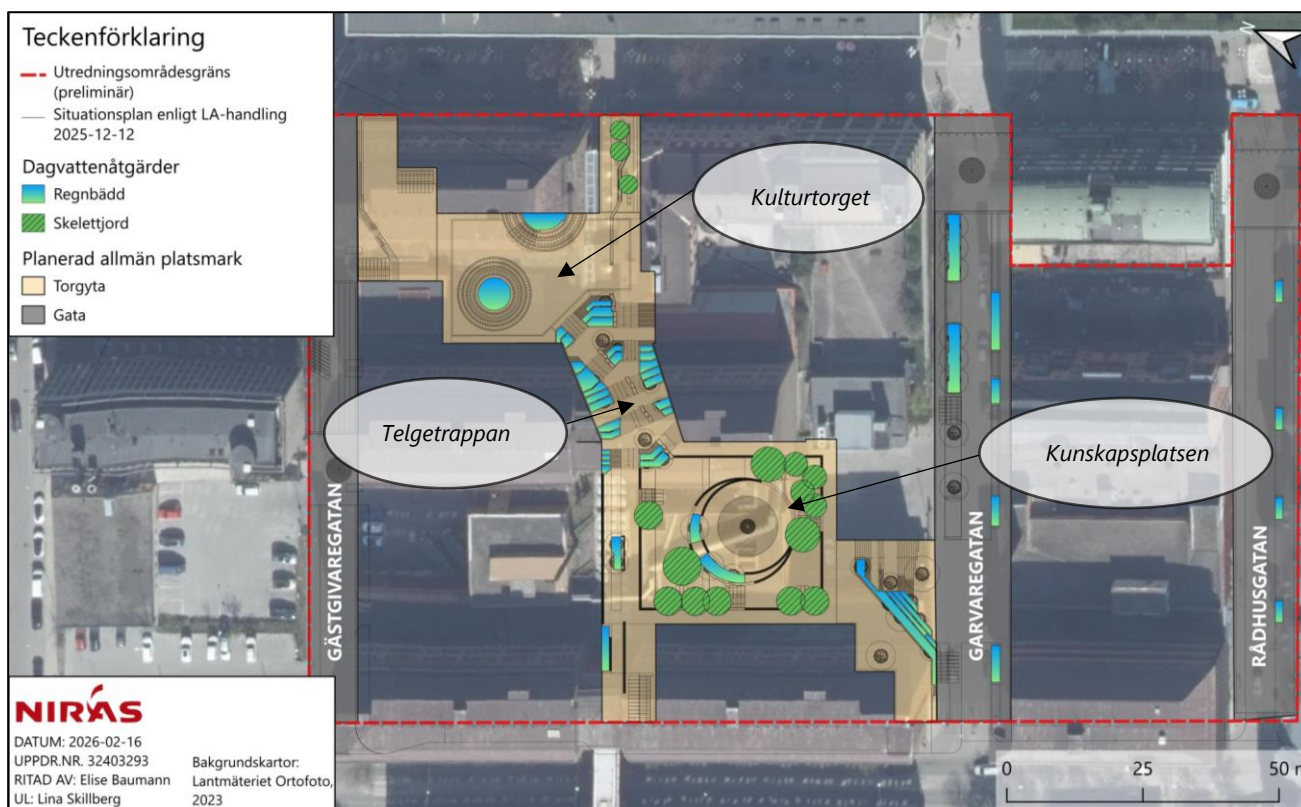 Teckenförklaring
Utredningsområdesgräns
(preliminär)
Situationsplan enligt LA-handling
2025-12-12
Dagvattenåtgärder
Regnbädd
Skelettjord
Planerad allmän platsmark
Torgyta
Gata
N
Kulturtorget
Telgetrappan
Kunskapsplatsen
GÄSTGIVAREGATAN
GARVAREGATAN
RÅDHUSGATAN
NIRAS
DATUM: 2026-02-16
UPPDR.NR. 32403293
RITAD AV: Elise Baumann
UL: Lina Skillberg
Bakgrundskartor:
Lantmäteriet Ortofoto,
2023
0 25 50 m